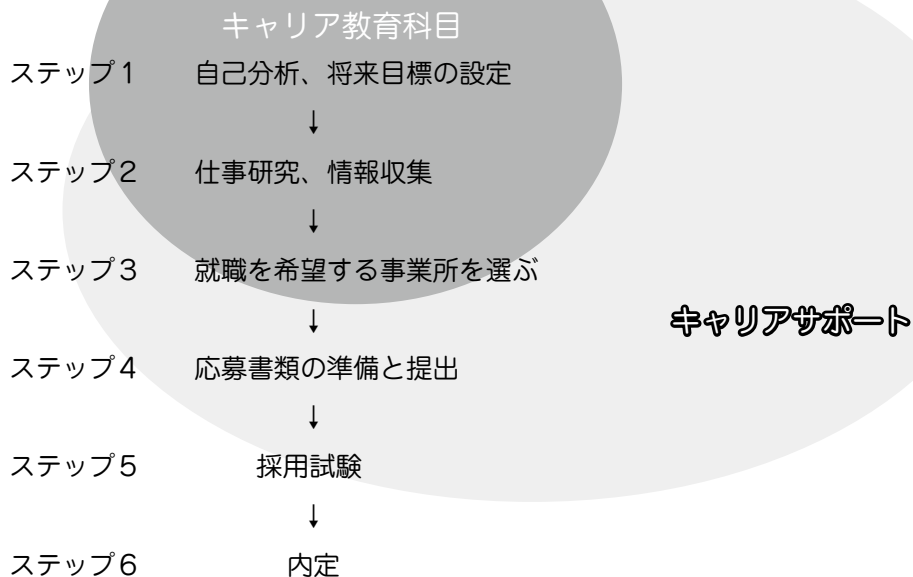 キャリア教育科目
ステップ1 自己分析、将来目標の設定
↓
ステップ2 仕事研究、情報収集
↓
ステップ3 就職を希望する事業所を選ぶ
↓
キャリアサポート
ステップ4 応募書類の準備と提出
↓
ステップ5 採用試験
↓
ステップ6 内定